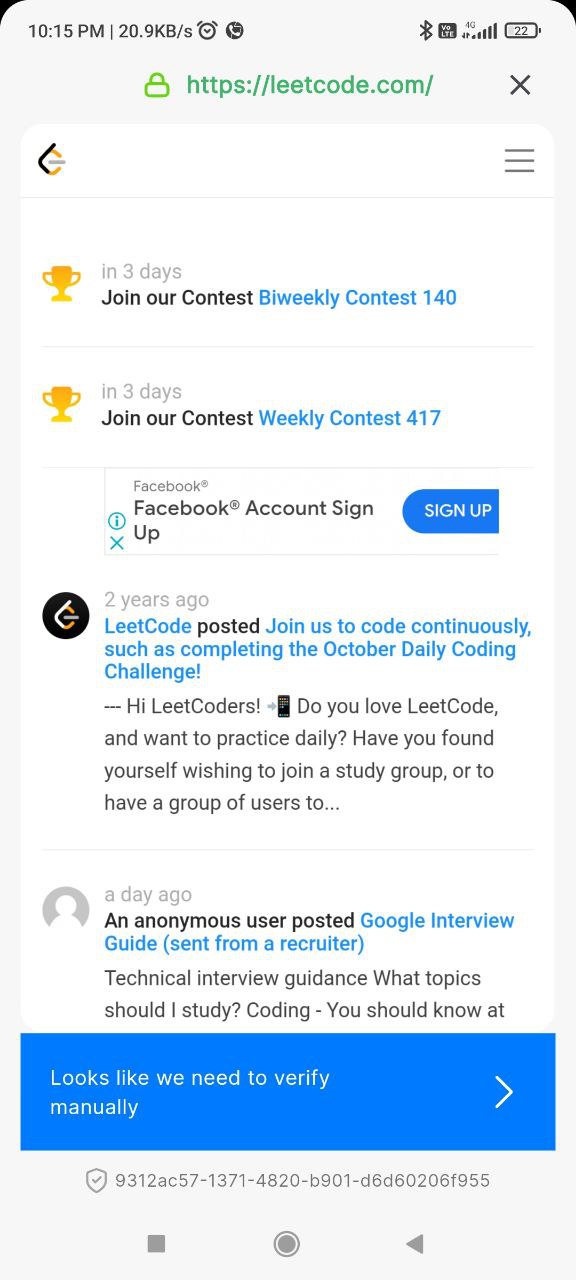 10:15 PM | 20.9KB/s
Vo LTE 4G 22
https://leetcode.com/
in 3 days
Join our Contest Biweekly Contest 140
in 3 days
Join our Contest Weekly Contest 417
Facebook®
Facebook® Account Sign
Up
SIGN UP
2 years ago
LeetCode posted Join us to code continuously,
such as completing the October Daily Coding
Challenge!
--- Hi LeetCoders! 📲 Do you love LeetCode,
and want to practice daily? Have you found
yourself wishing to join a study group, or to
have a group of users to...
a day ago
An anonymous user posted Google Interview
Guide (sent from a recruiter)
Technical interview guidance What topics
should I study? Coding - You should know at
Looks like we need to verify
manually
9312ac57-1371-4820-b901-d6d60206f955